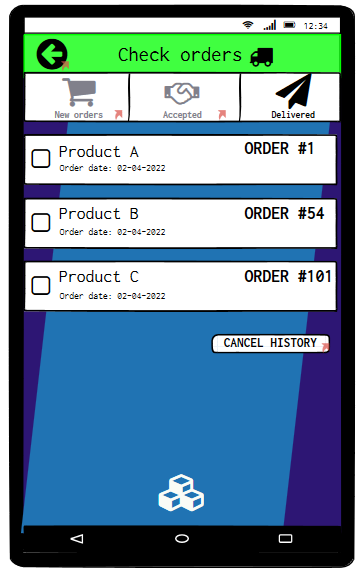 12:34
Check orders
New orders
Accepted
Delivered
Product A
ORDER #1
Order date: 02-04-2022
Product B
ORDER #54
Order date: 02-04-2022
Product C
ORDER #101
Order date: 02-04-2022
CANCEL HISTORY